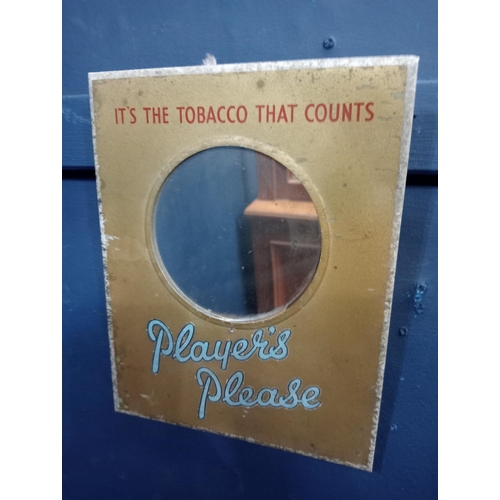 IT'S THE TOBACCO THAT COUNTS
Player's
Please